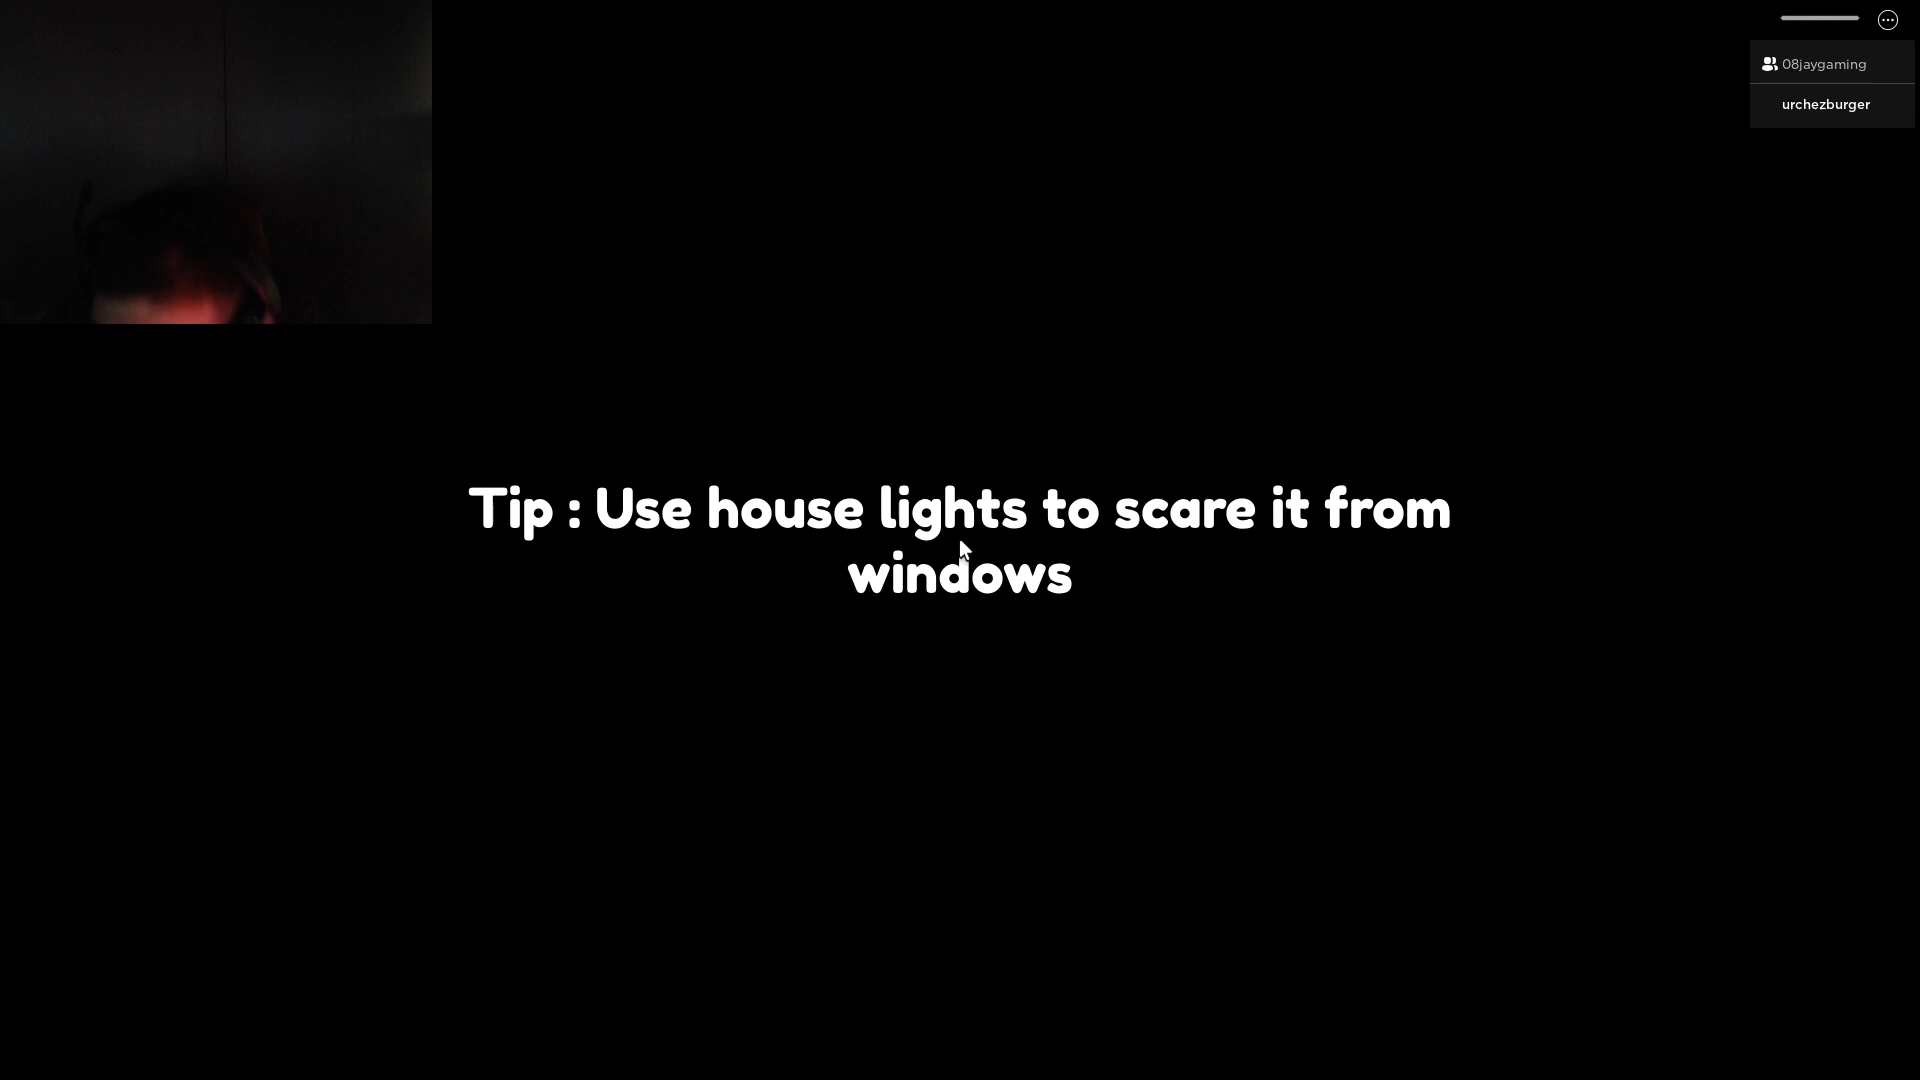 08jaygaming
urchezburger
Tip : Use house lights to scare it from
windows